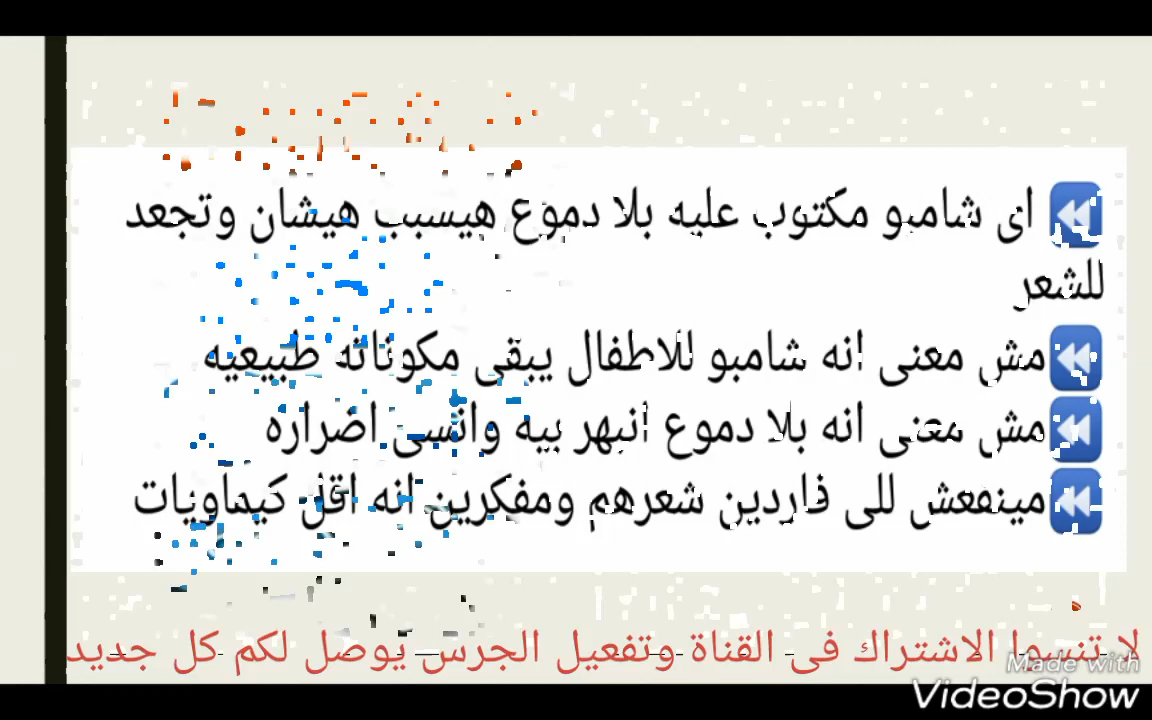 اى شامبو مكتوب عليه بلا دموع هيسبب هيشان وتجعد
للشعر
مش معنى انه شامبو للاطفال يبقى مكوناته طبيعيه
مش معنى انه بلا دموع انبهر بيه وانسى اضراره
مينفعش للى فاردين شعرهم ومفكرين انه اقل كيماويات
لا تنسوا الاشتراك فى القناة وتفعيل الجرس يوصل لكم كل جديد
Made with
VideoShow